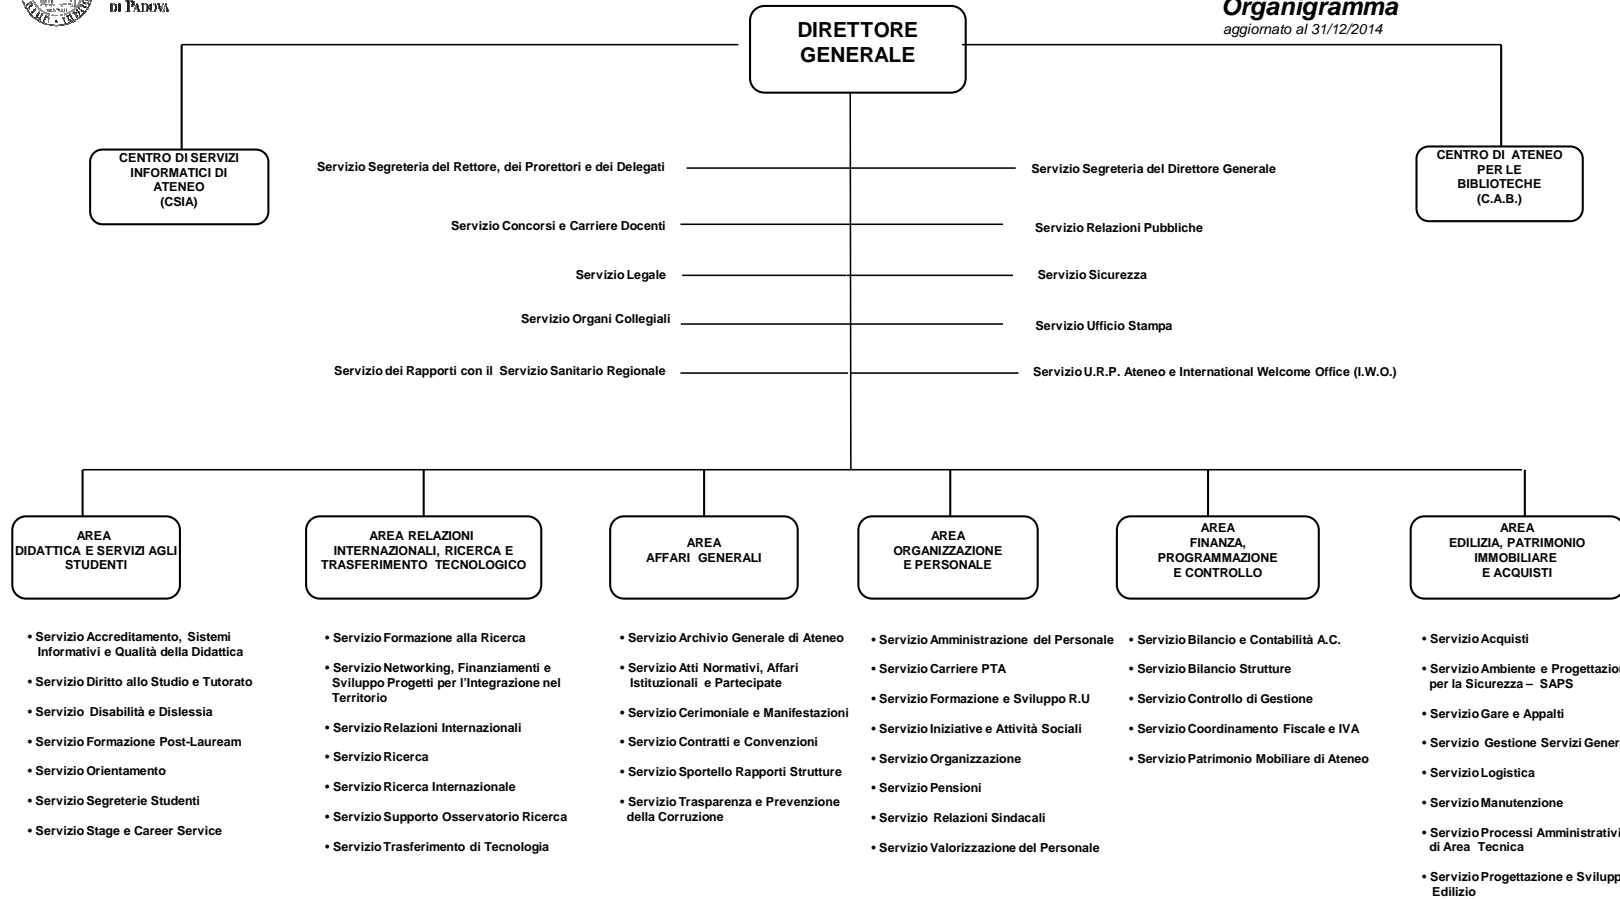 DI PADOVA
Organigramma
aggiornato al 31/12/2014
DIRETTORE
GENERALE
CENTRO DI SERVIZI
INFORMATICI DI
ATENEO
(CSIA)
CENTRO DI ATENEO
PER LE
BIBLIOTECHE
(C.A.B.)
Servizio Segreteria del Rettore, dei Prorettori e dei Delegati
Servizio Segreteria del Direttore Generale
Servizio Concorsi e Carriere Docenti
Servizio Relazioni Pubbliche
Servizio Legale
Servizio Sicurezza
Servizio Organi Collegiali
Servizio Ufficio Stampa
Servizio dei Rapporti con il Servizio Sanitario Regionale
Servizio U.R.P. Ateneo e International Welcome Office (I.W.O.)
AREA
DIDATTICA E SERVIZI AGLI
STUDENTI
• Servizio Accreditamento, Sistemi
Informativi e Qualità della Didattica
• Servizio Diritto allo Studio e Tutorato
• Servizio Disabilità e Dislessia
• Servizio Formazione Post-Lauream
• Servizio Orientamento
• Servizio Segreterie Studenti
• Servizio Stage e Career Service
AREA RELAZIONI
INTERNAZIONALI, RICERCA E
TRASFERIMENTO TECNOLOGICO
• Servizio Formazione alla Ricerca
• Servizio Networking, Finanziamenti e
Sviluppo Progetti per l'Integrazione nel
Territorio
• Servizio Relazioni Internazionali
• Servizio Ricerca
• Servizio Ricerca Internazionale
• Servizio Supporto Osservatorio Ricerca
• Servizio Trasferimento di Tecnologia
AREA
AFFARI GENERALI
• Servizio Archivio Generale di Ateneo
• Servizio Atti Normativi, Affari
Istituzionali e Partecipate
• Servizio Cerimoniale e Manifestazioni
• Servizio Contratti e Convenzioni
• Servizio Sportello Rapporti Strutture
• Servizio Trasparenza e Prevenzione
della Corruzione
AREA
ORGANIZZAZIONE
E PERSONALE
• Servizio Amministrazione del Personale
• Servizio Carriere PTA
• Servizio Formazione e Sviluppo R.U
• Servizio Iniziative e Attività Sociali
• Servizio Organizzazione
• Servizio Pensioni
• Servizio Relazioni Sindacali
• Servizio Valorizzazione del Personale
AREA
FINANZA,
PROGRAMMAZIONE
E CONTROLLO
• Servizio Bilancio e Contabilità A.C.
• Servizio Bilancio Strutture
• Servizio Controllo di Gestione
• Servizio Coordinamento Fiscale e IVA
• Servizio Patrimonio Mobiliare di Ateneo
AREA
EDILIZIA, PATRIMONIO
IMMOBILIARE
E ACQUISTI
• Servizio Acquisti
• Servizio Ambiente e Progettazion
per la Sicurezza – SAPS
• Servizio Gare e Appalti
• Servizio Gestione Servizi Gener
• Servizio Logistica
• Servizio Manutenzione
• Servizio Processi Amministrativi
di Area Tecnica
• Servizio Progettazione e Svilupp
Edilizio